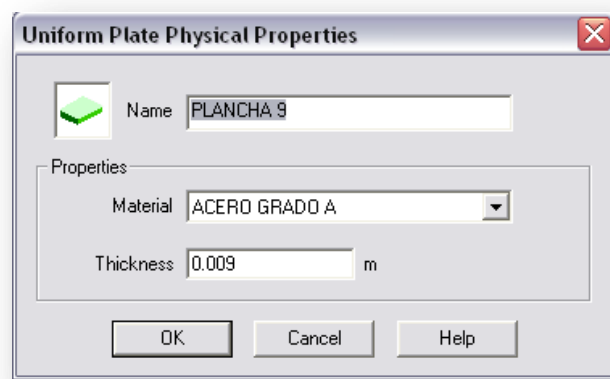 Uniform Plate Physical Properties
Name PLANCHA 9
Properties
Material ACERO GRADO A
Thickness 0.009 m
OK Cancel Help